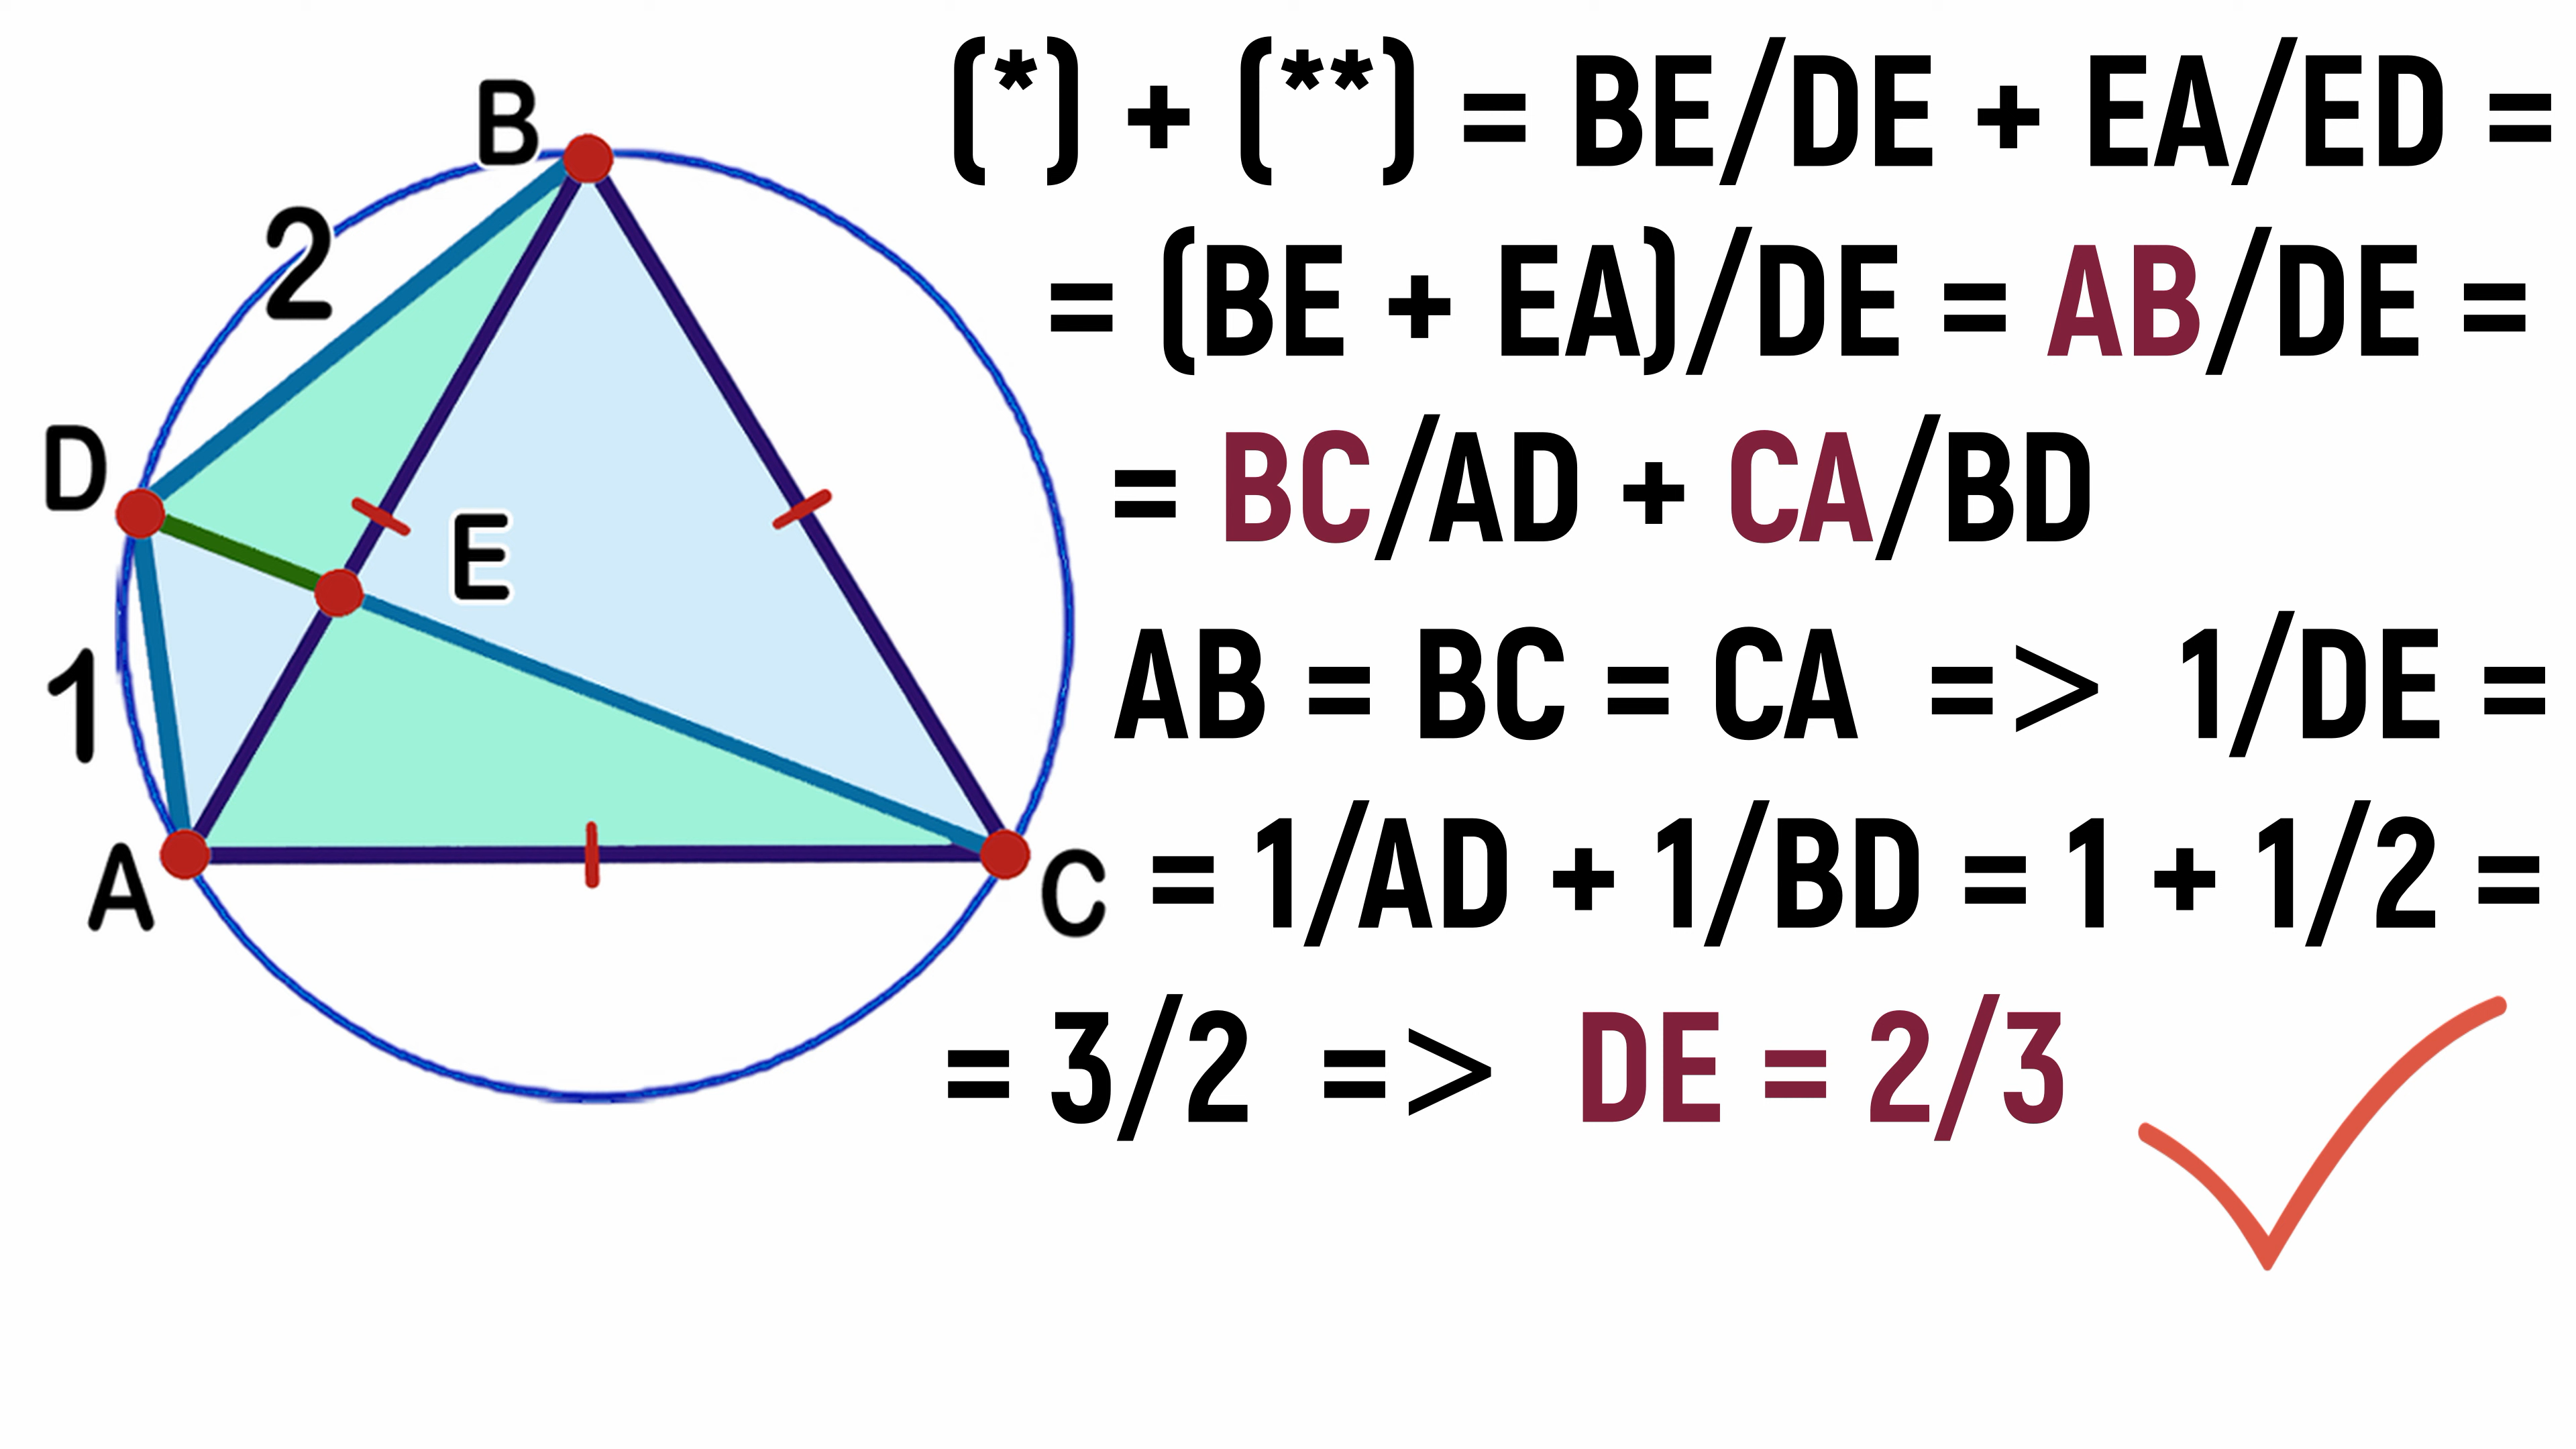 (*) + (**) = BE/DE + EA/ED =
= (BE + EA)/DE = AB/DE =
= BC/AD + CA/BD
AB = BC = CA => 1/DE =
= 1/AD + 1/BD = 1 + 1/2 =
= 3/2 => DE = 2/3
B
2
D
E
1
A
C